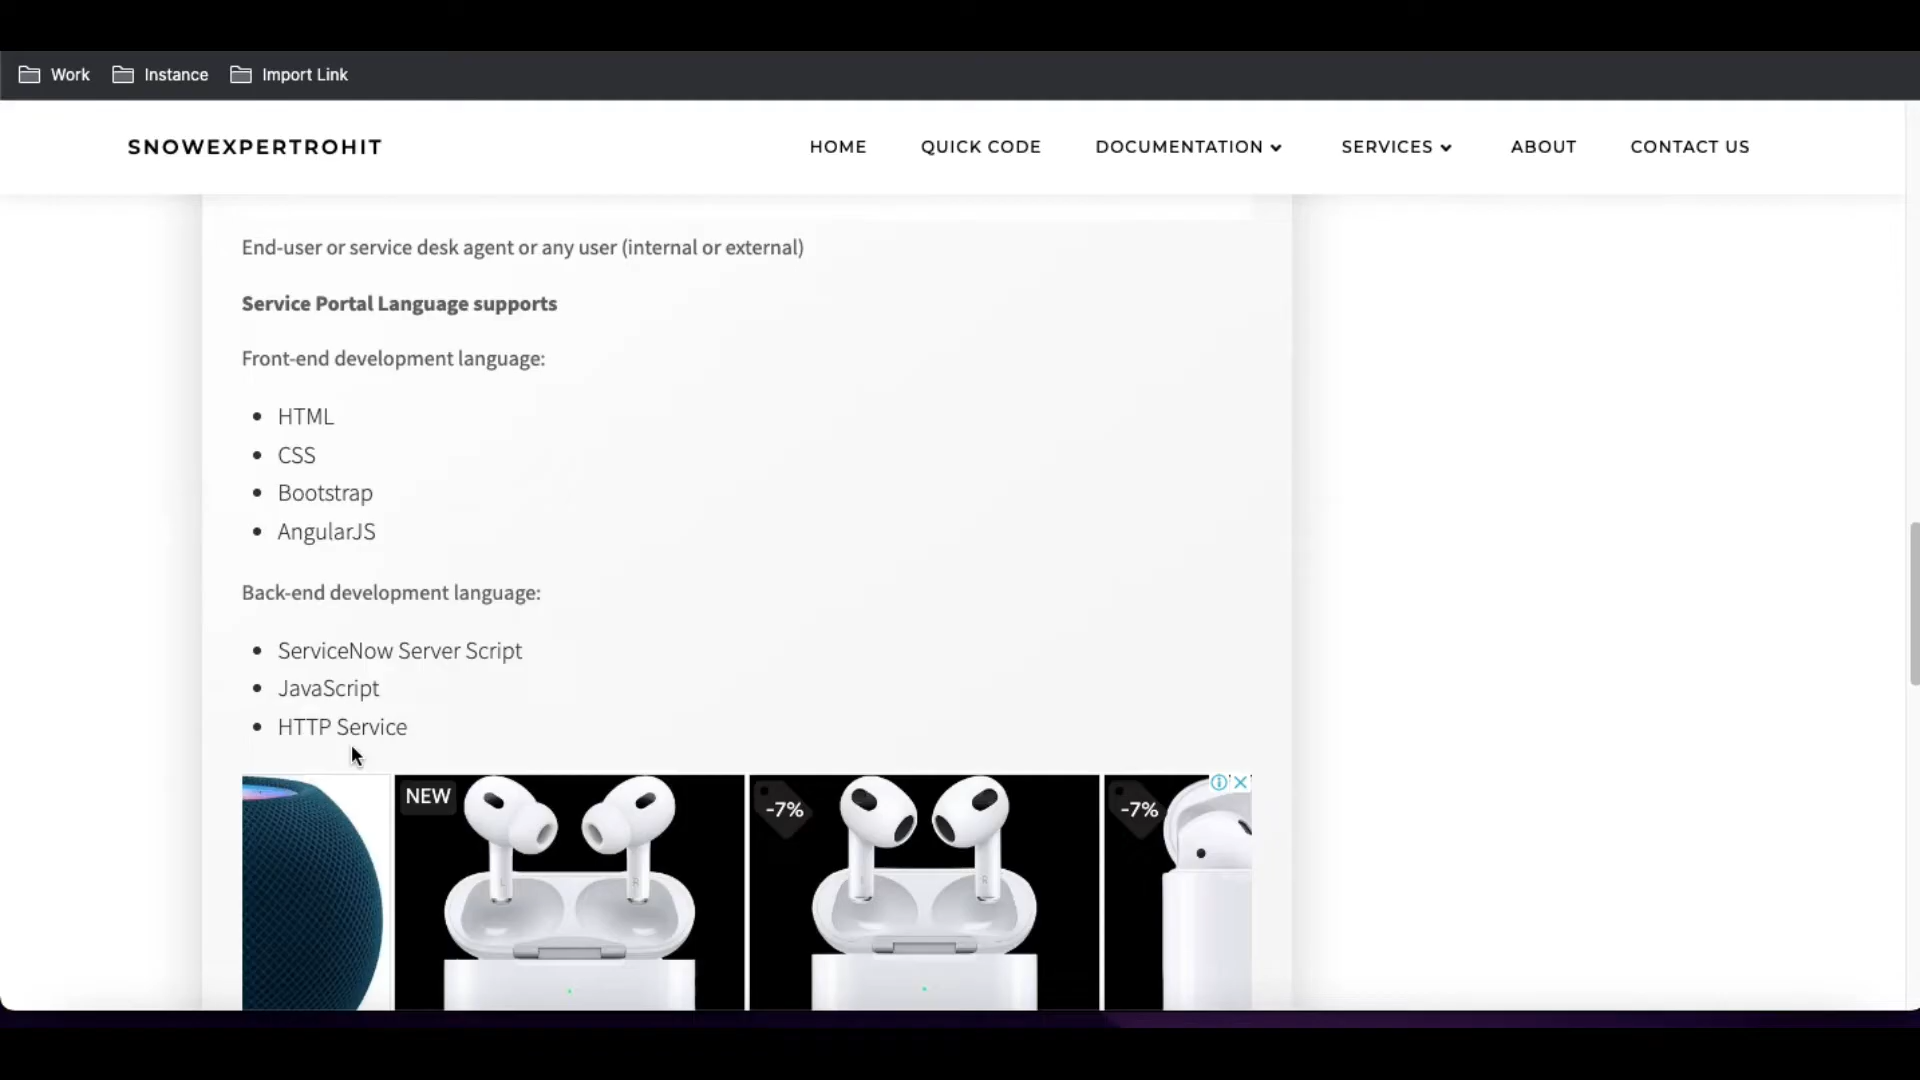 Work Instance Import Link
SNOWEXPERTROHIT HOME QUICK CODE DOCUMENTATION SERVICES ABOUT CONTACT US
End-user or service desk agent or any user (internal or external)
Service Portal Language supports
Front-end development language:
HTML
CSS
Bootstrap
AngularJS
Back-end development language:
ServiceNow Server Script
JavaScript
HTTP Service
NEW -7% -7%